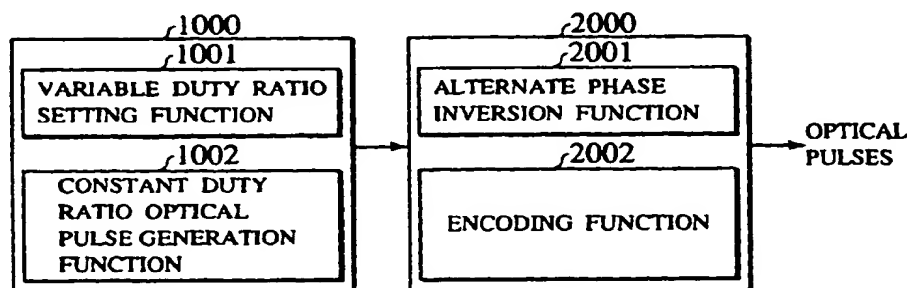 1000
1001
VARIABLE DUTY RATIO
SETTING FUNCTION
1002
CONSTANT DUTY
RATIO OPTICAL
PULSE GENERATION
FUNCTION
2000
2001
ALTERNATE PHASE
INVERSION FUNCTION
2002
ENCODING FUNCTION
OPTICAL
PULSES